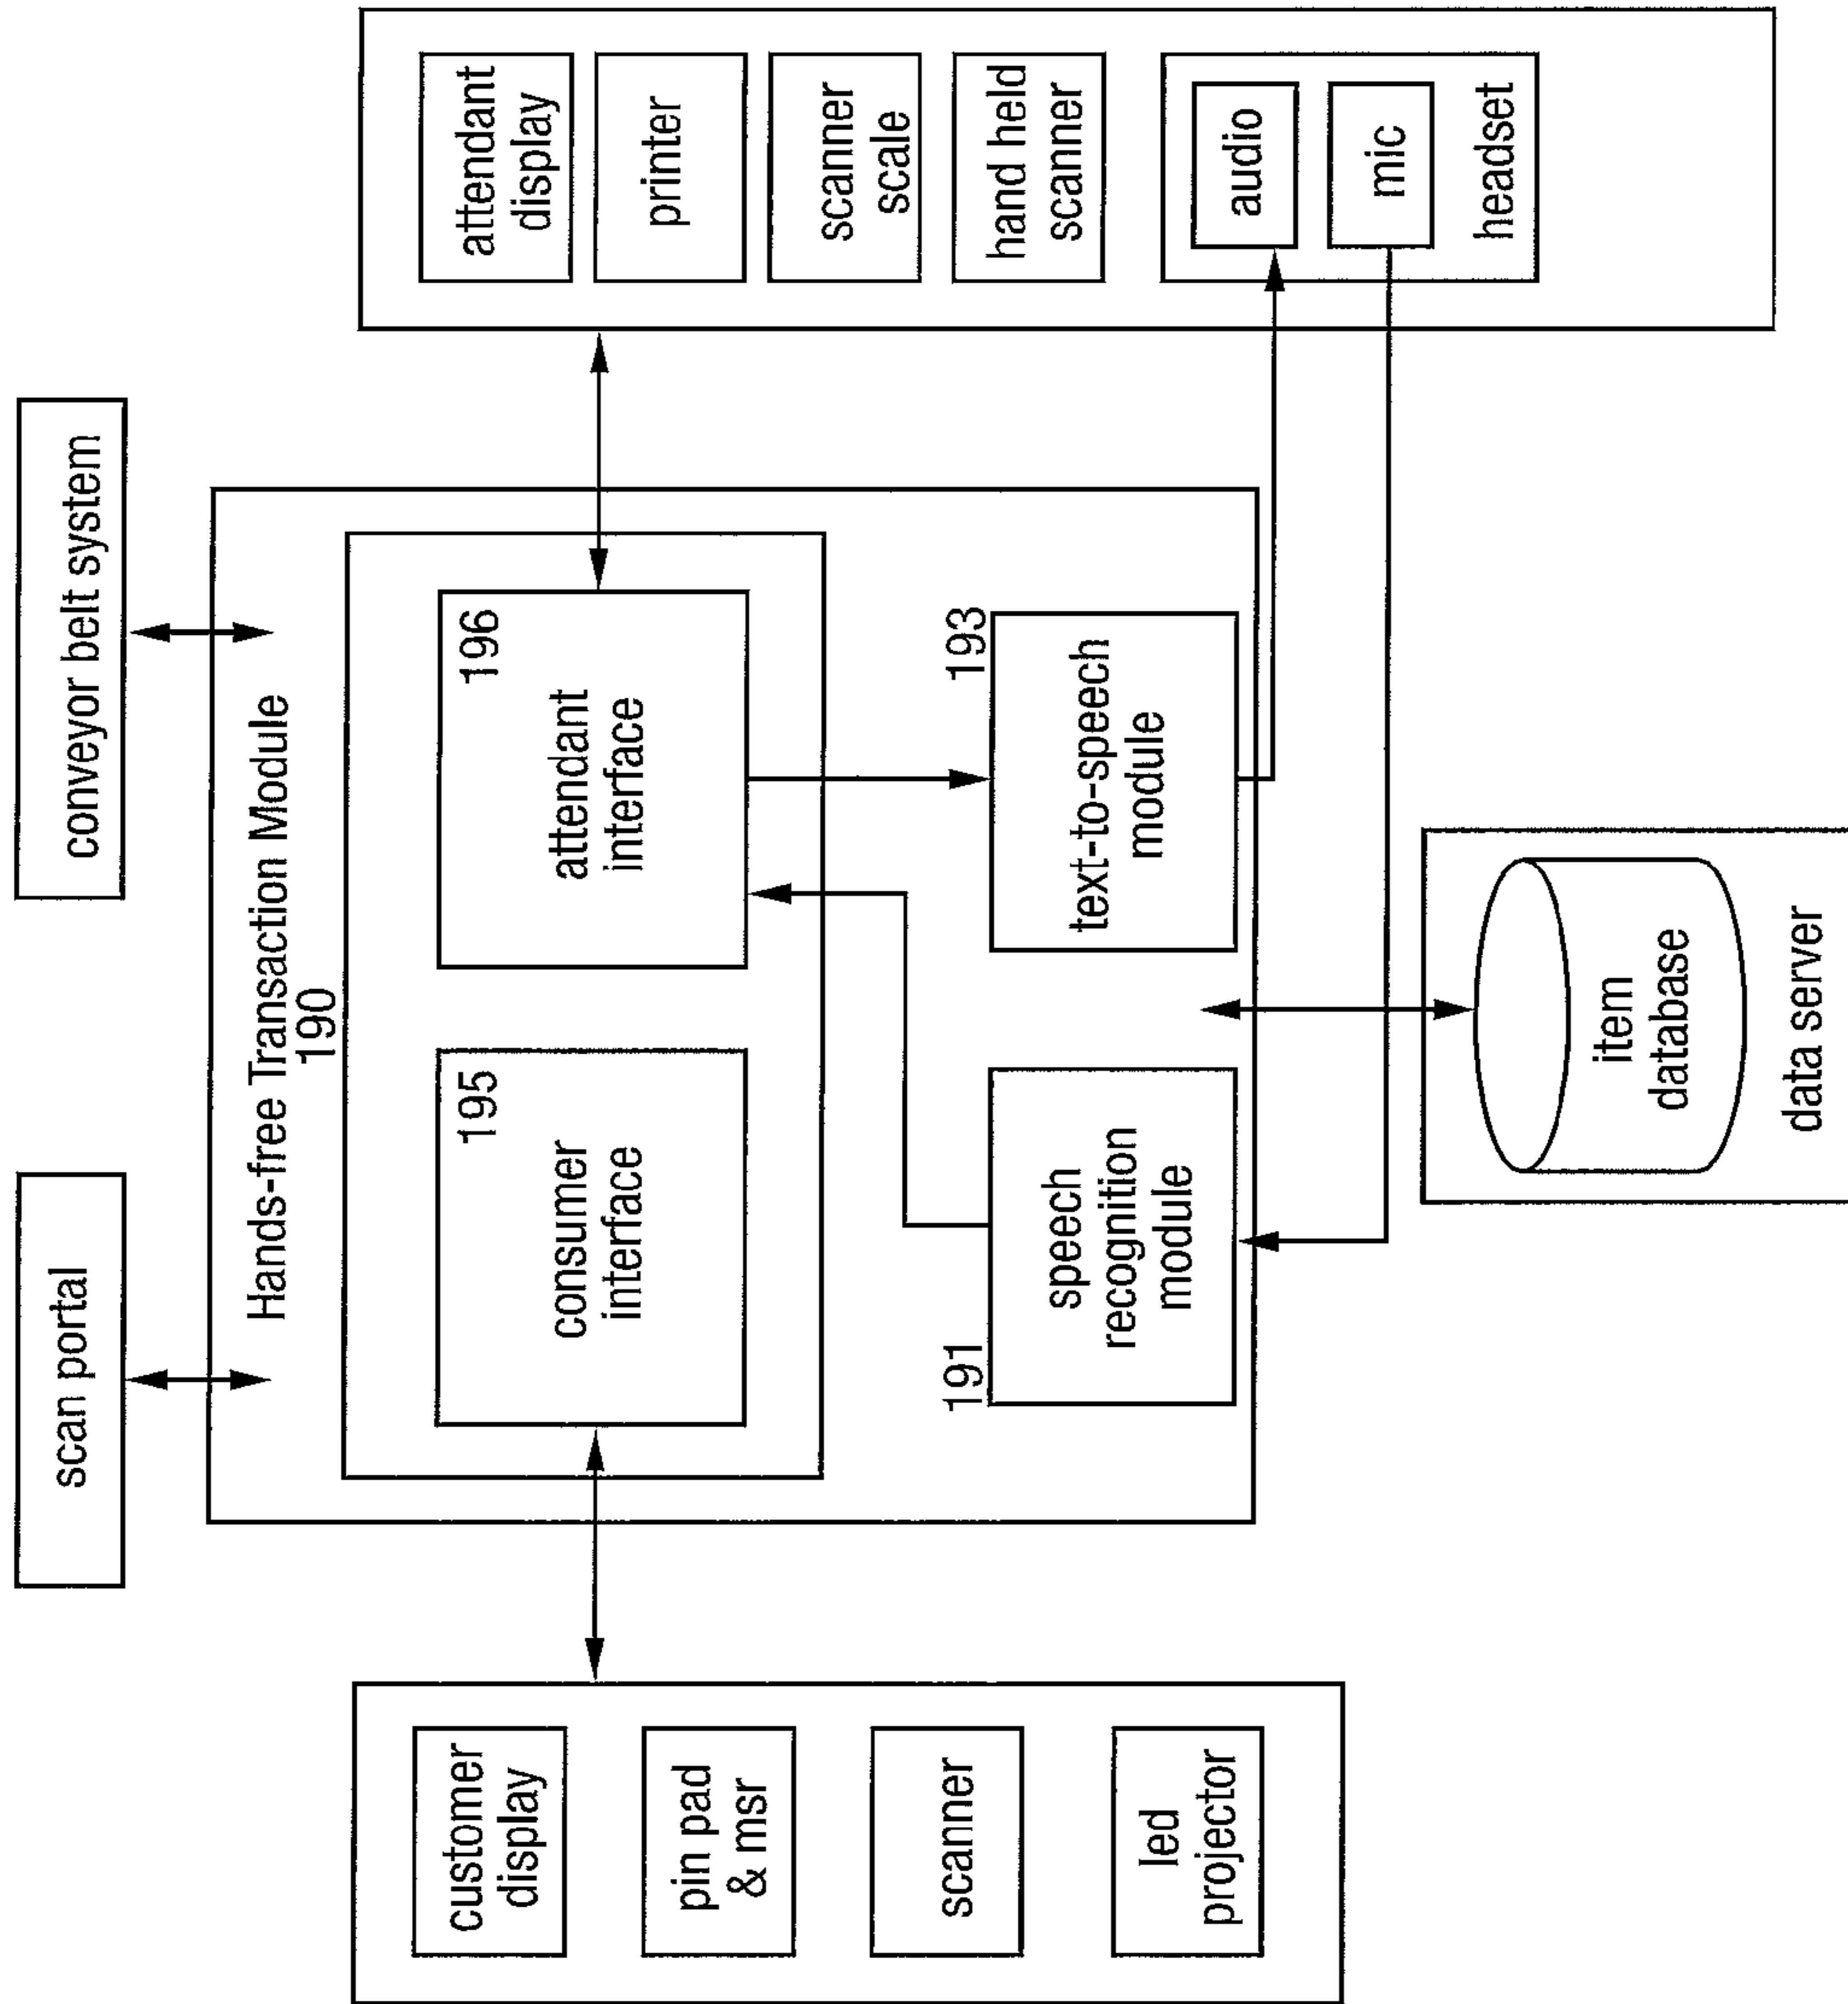 scan portal
conveyor belt system
Hands-free Transaction Module
190
customer
display
pin pad
& msr
scanner
led
projector
195
consumer
interface
196
attendant
interface
191
speech
recognition
module
193
text-to-speech
module
attendant
display
printer
scanner
scale
hand held
scanner
audio
mic
headset
item
database
data server